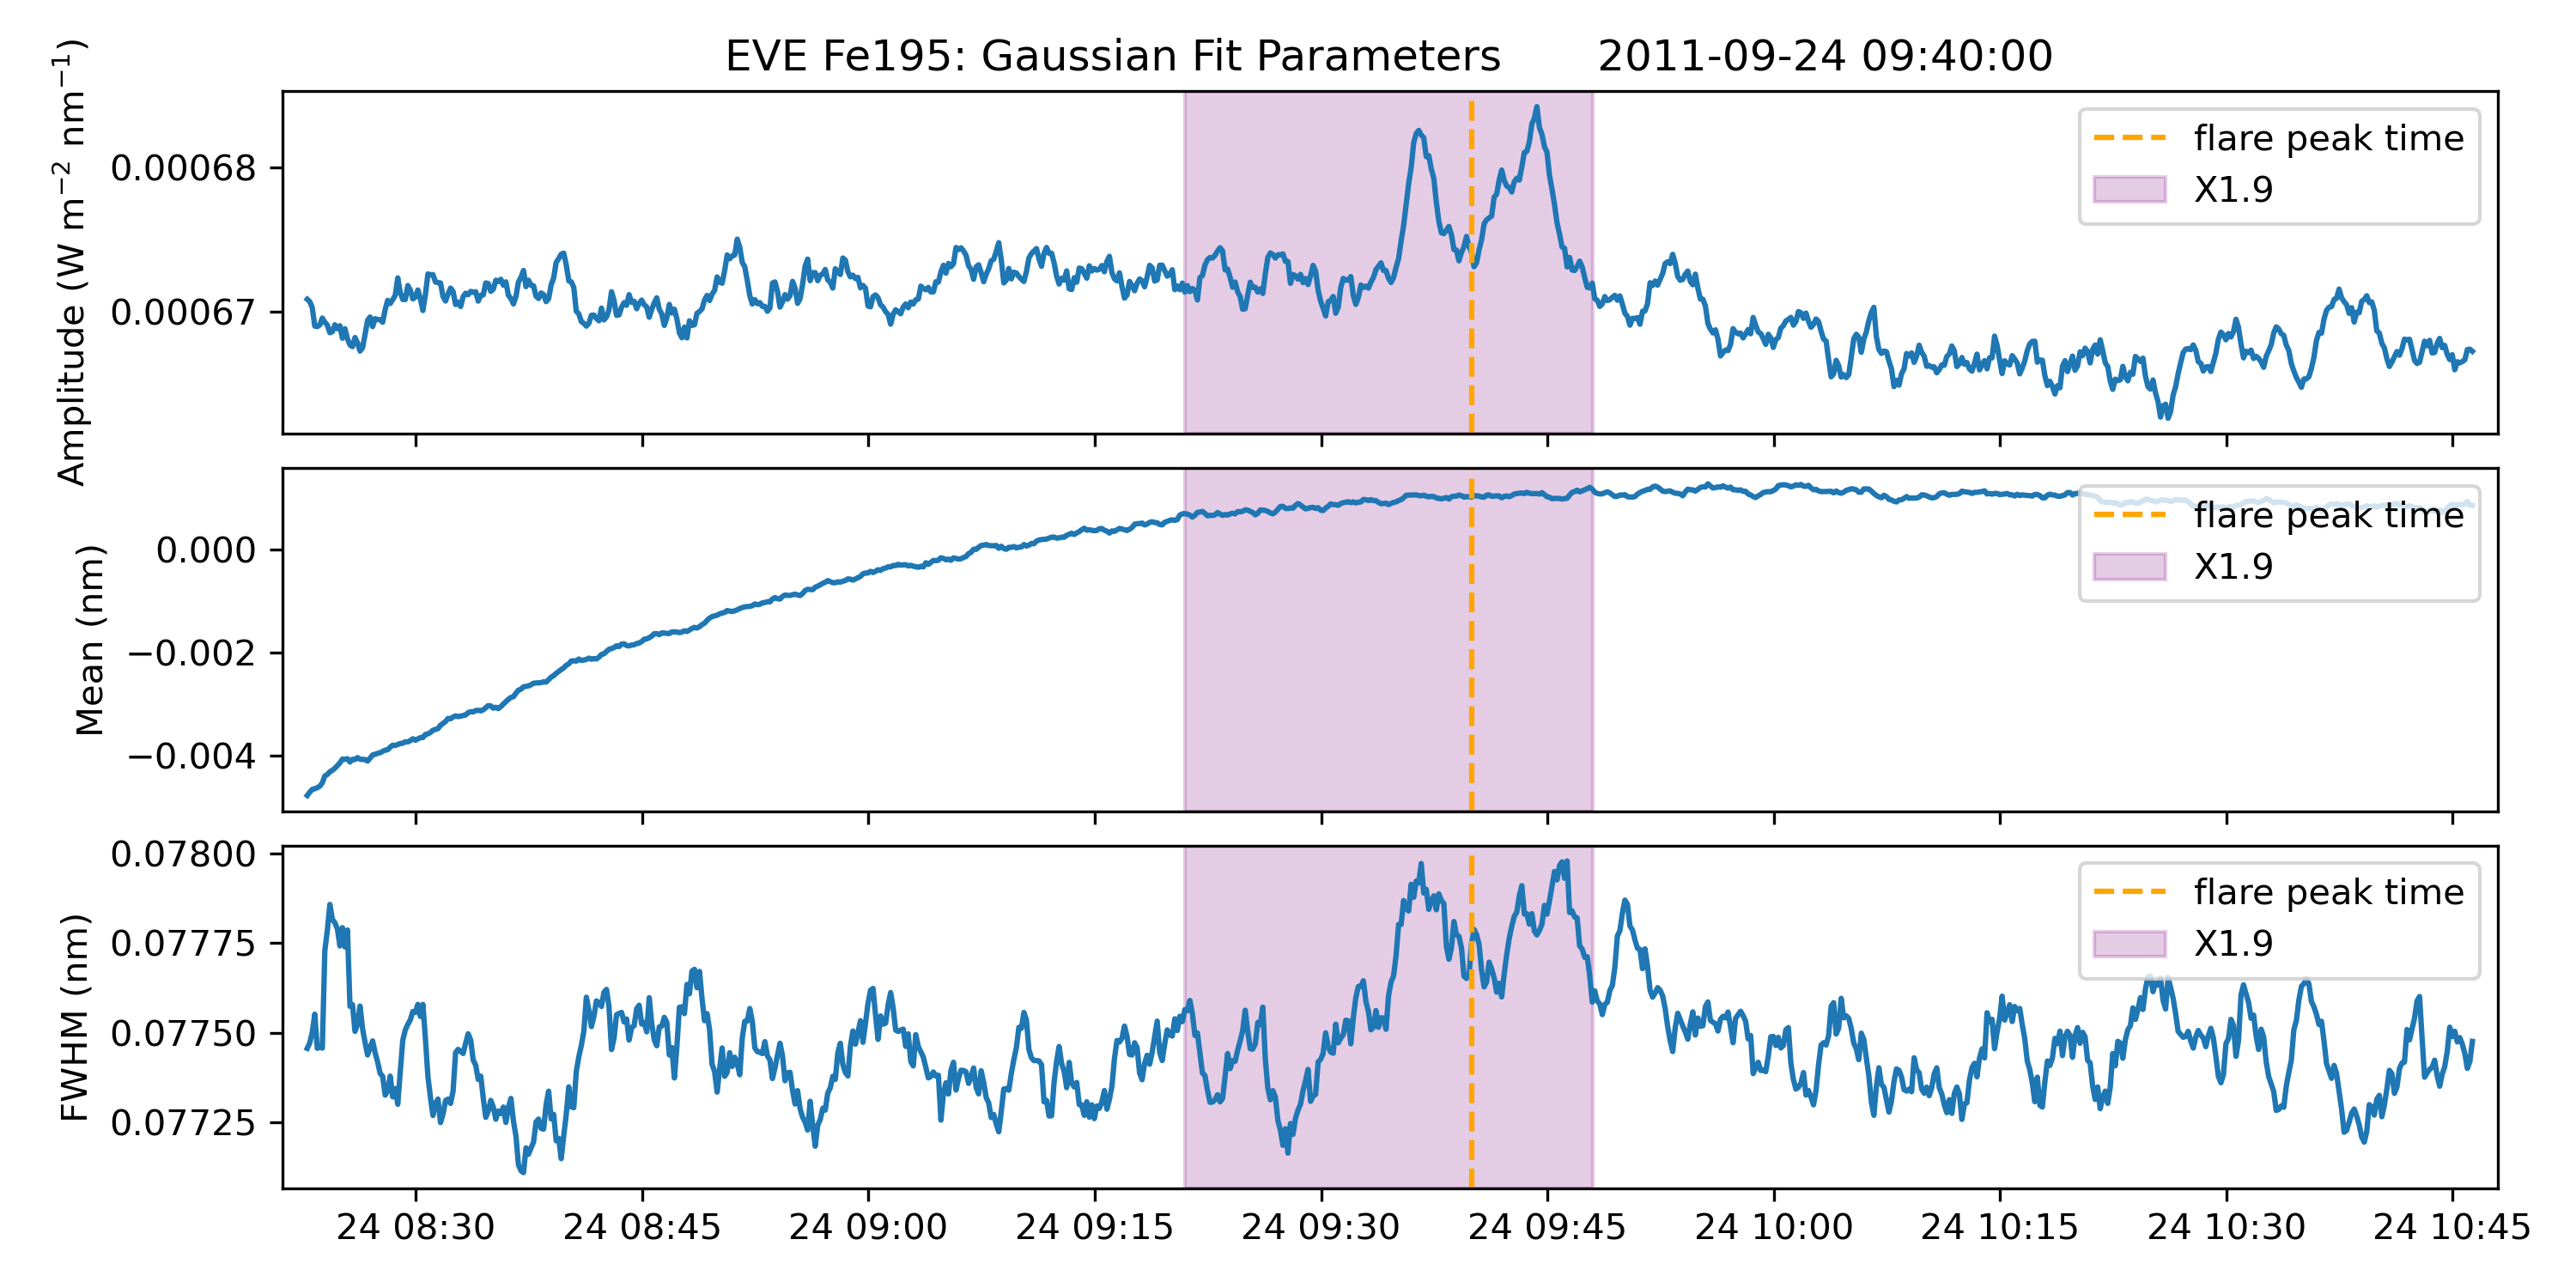 EVE Fe195: Gaussian Fit Parameters 2011-09-24 09:40:00
Amplitude (W m⁻² nm⁻¹)
0.00068
0.00067
flare peak time
X1.9
Mean (nm)
0.000
−0.002
−0.004
flare peak time
X1.9
FWHM (nm)
0.07800
0.07775
0.07750
0.07725
flare peak time
X1.9
24 08:30 24 08:45 24 09:00 24 09:15 24 09:30 24 09:45 24 10:00 24 10:15 24 10:30 24 10:45